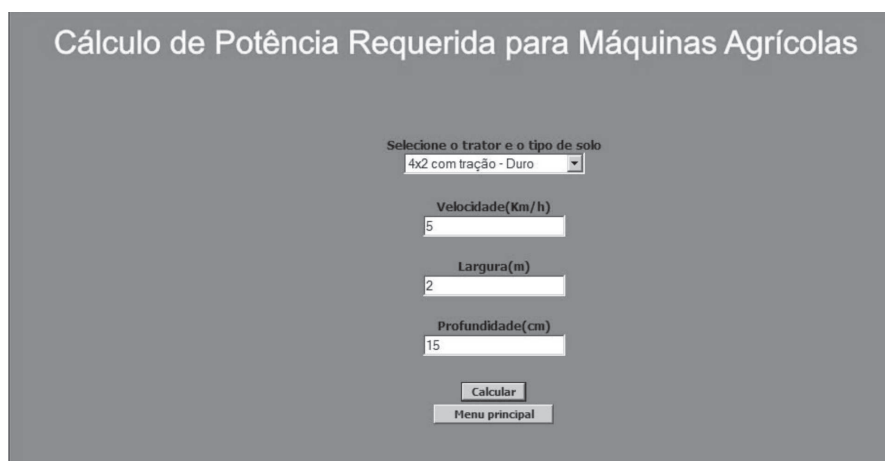 Cálculo de Potência Requerida para Máquinas Agrícolas
Selecione o trator e o tipo de solo
4x2 com tração - Duro
Velocidade(Km/h)
5
Largura(m)
2
Profundidade(cm)
15
Calcular
Menu principal